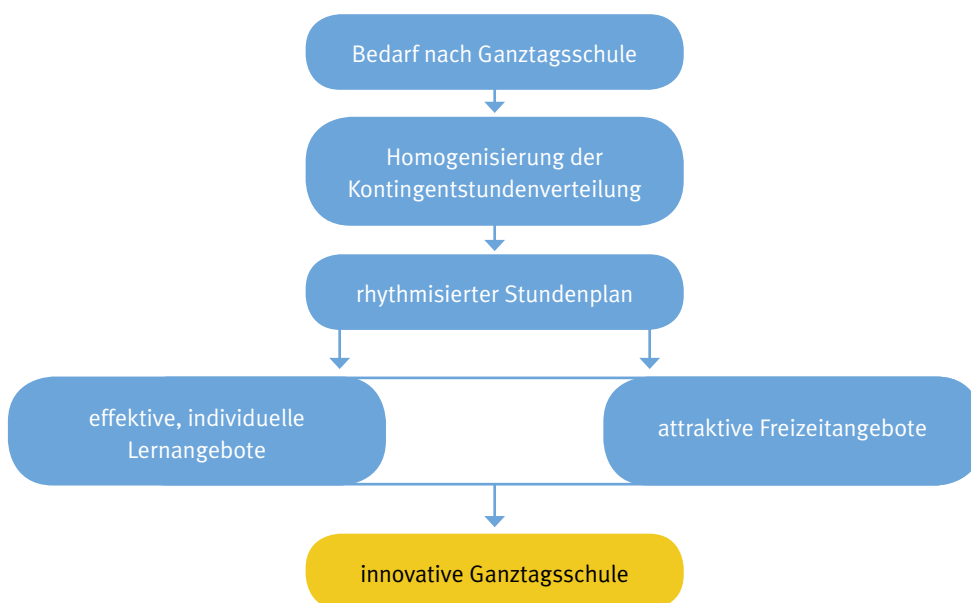 Bedarf nach Ganztagsschule
Homogenisierung der
Kontingentstundenverteilung
rhythmisierter Stundenplan
effektive, individuelle
Lernangebote
attraktive Freizeitangebote
innovative Ganztagsschule